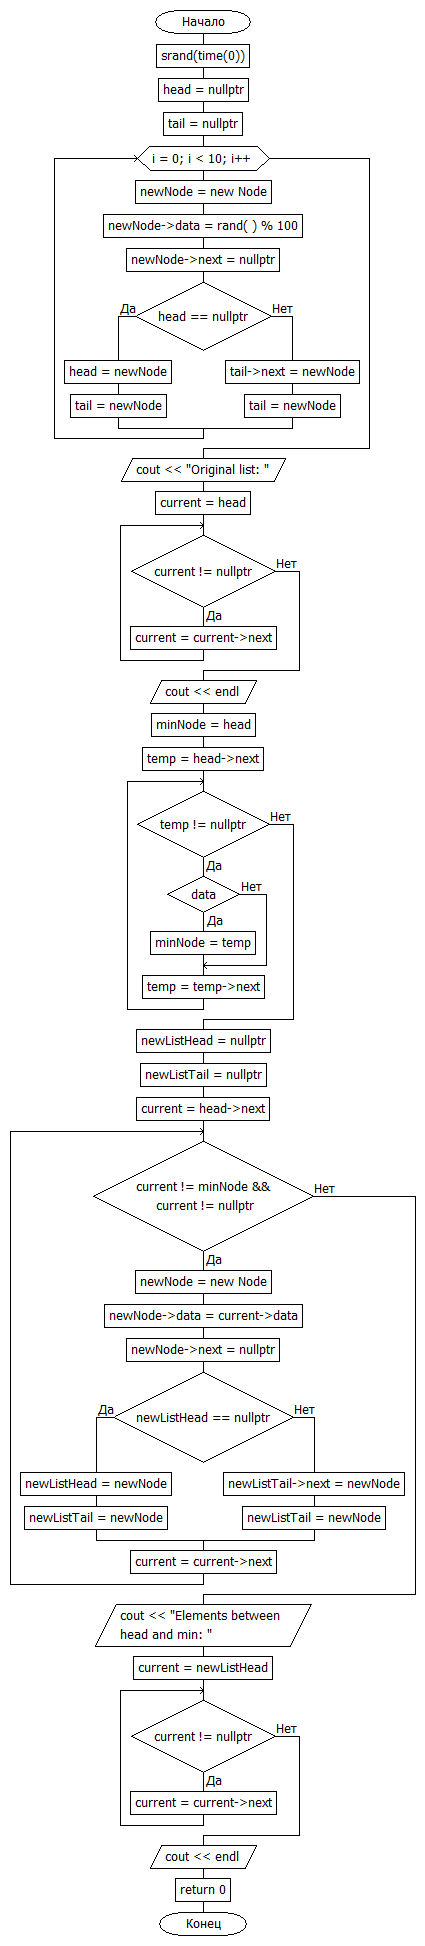 Начало
srand(time(0))
head = nullptr
tail = nullptr
i = 0; i < 10; i++
newNode = new Node
newNode->data = rand( ) % 100
newNode->next = nullptr
Да
Нет
head == nullptr
head = newNode
tail->next = newNode
tail = newNode
tail = newNode
cout << "Original list: "
current = head
Нет
current != nullptr
Да
current = current->next
cout << endl
minNode = head
temp = head->next
Нет
temp != nullptr
Да
Нет
data
Да
minNode = temp
temp = temp->next
newListHead = nullptr
newListTail = nullptr
current = head->next
current != minNode &&
current != nullptr
Нет
Да
newNode = new Node
newNode->data = current->data
newNode->next = nullptr
Да
Нет
newListHead == nullptr
newListHead = newNode
newListTail->next = newNode
newListTail = newNode
newListTail = newNode
current = current->next
cout << "Elements between
head and min: "
current = newListHead
Нет
current != nullptr
Да
current = current->next
cout << endl
return 0
Конец